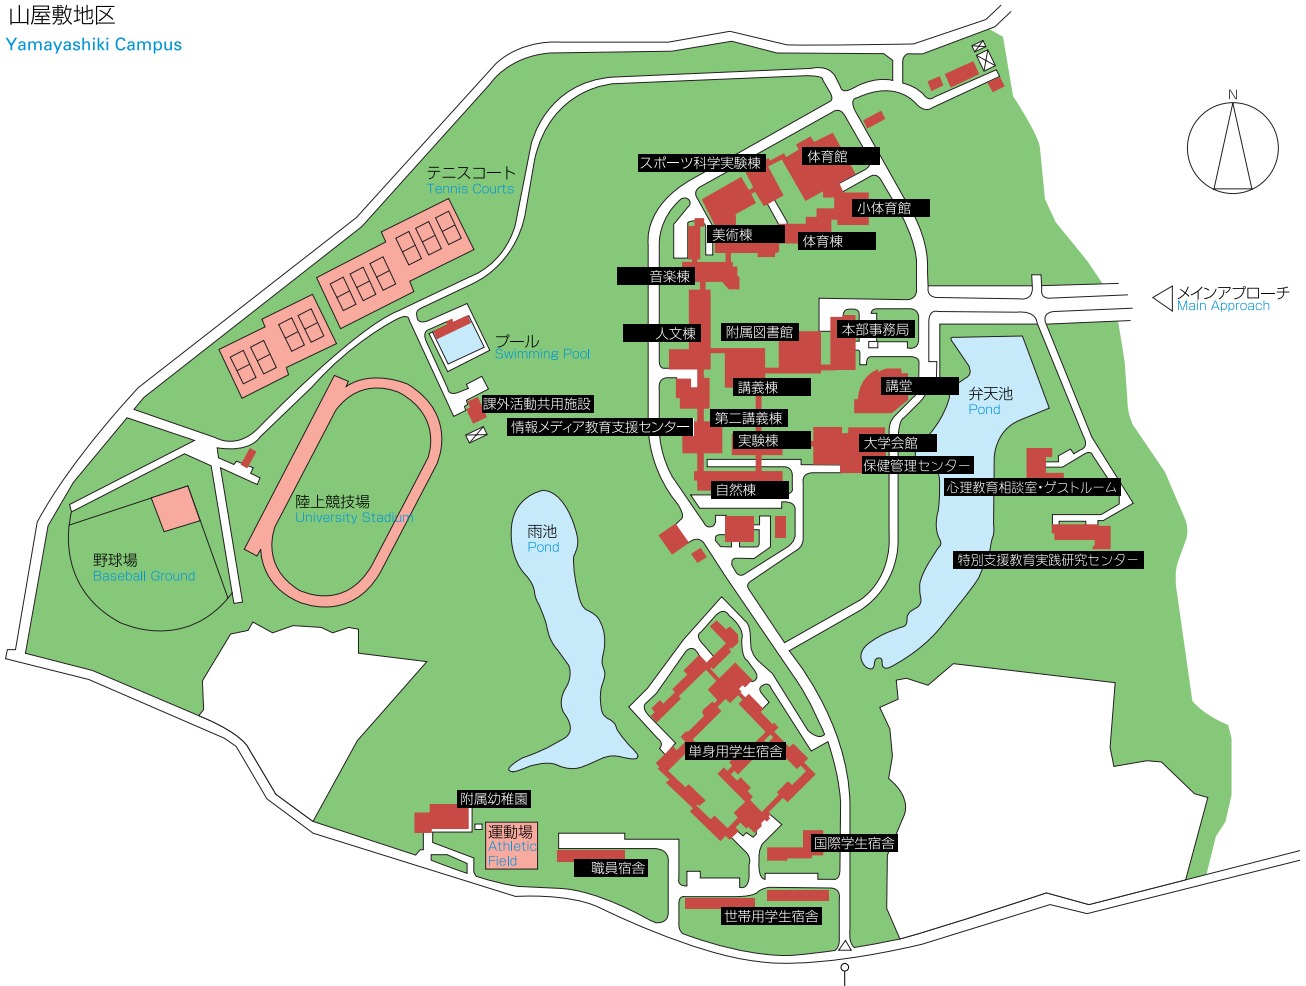 山屋敷地区
Yamayashiki Campus
N
スポーツ科学実験棟
体育館
テニスコート
Tennis Courts
小体育館
美術棟
体育棟
音楽棟
メインアプローチ
Main Approach
人文棟
附属図書館
本部事務局
プール
Swimming Pool
講義棟
講堂
弁天池
Pond
課外活動共用施設
第二講義棟
情報メディア教育支援センター
実験棟
大学会館
保健管理センター
心理教育相談室・ゲストルーム
自然棟
陸上競技場
University Stadium
雨池
Pond
野球場
Baseball Ground
特別支援教育実践研究センター
単身用学生宿舎
附属幼稚園
運動場
Athletic
Field
国際学生宿舎
職員宿舎
世帯用学生宿舎